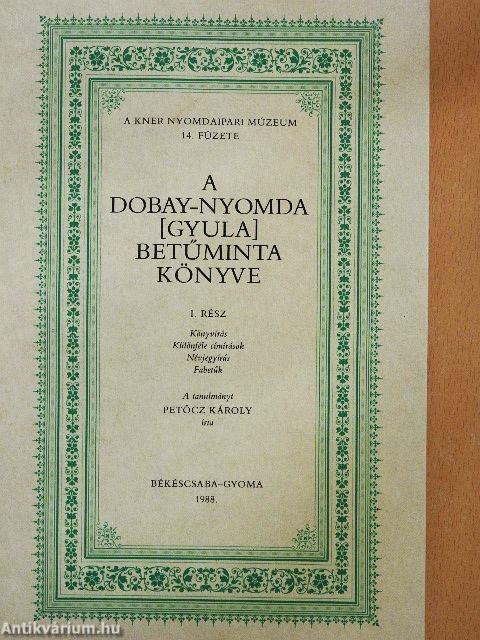 A KNER NYOMDAIPARI MÚZEUM
14. FÜZETE
A
DOBAY-NYOMDA
[GYULA]
BETŰMINTA
KÖNYVE
I. RÉSZ
Könyvírás
Különféle címírások
Névjegyírás
Fabetűk
A tanulmányt
PETŐCZ KÁROLY
írta
BÉKÉSCSABA–GYOMA
1988.
Antikvárium.hu